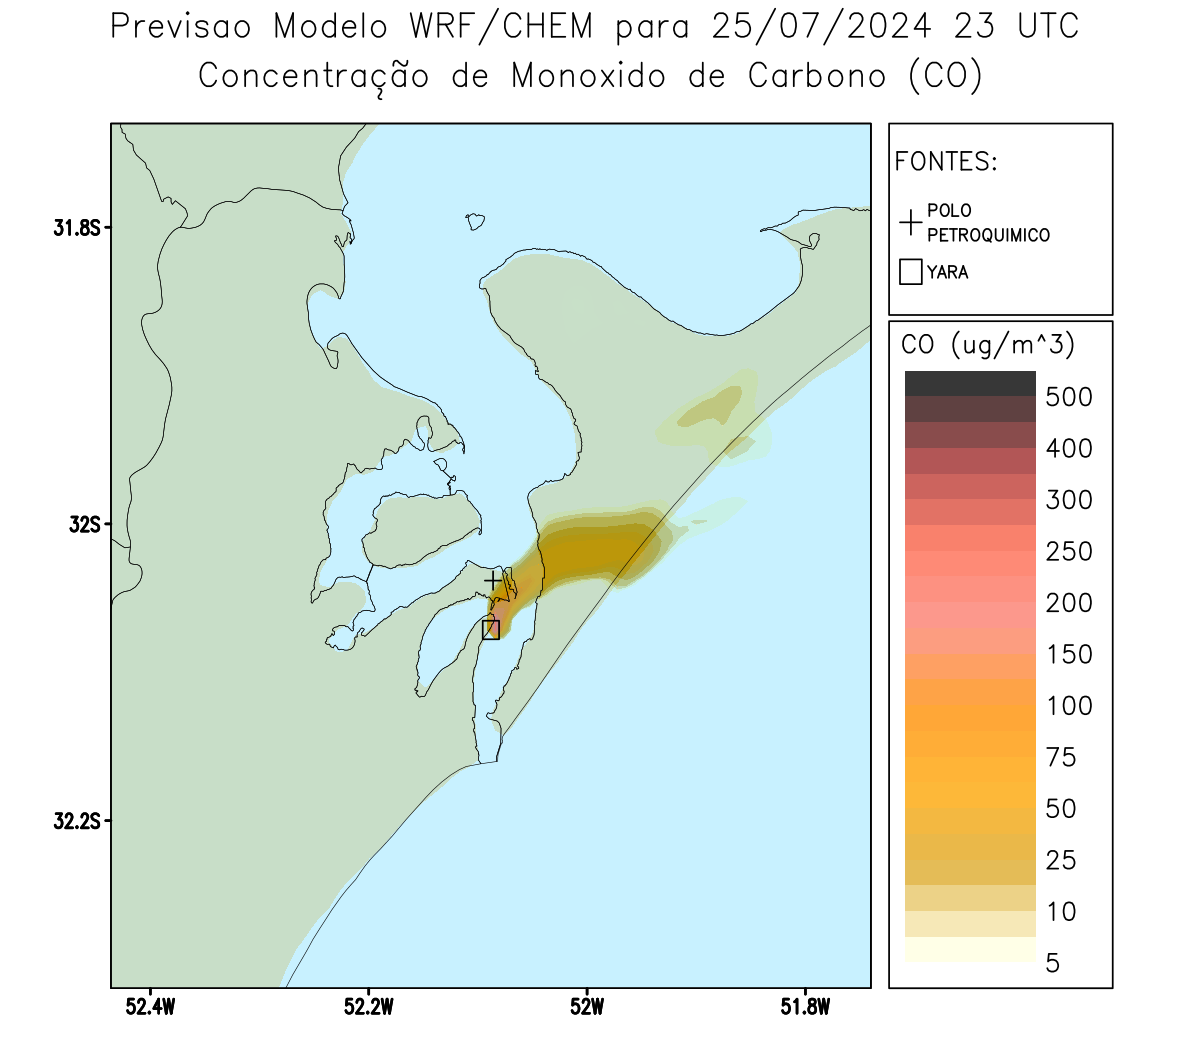 Previsao Modelo WRF/CHEM para 25/07/2024 23 UTC
Concentração de Monoxido de Carbono (CO)
FONTES:
POLO
PETROQUIMICO
YARA
CO (ug/m^3)
500
400
300
250
200
150
100
75
50
25
10
5
31.8S
32S
32.2S
52.4W
52.2W
52W
51.8W